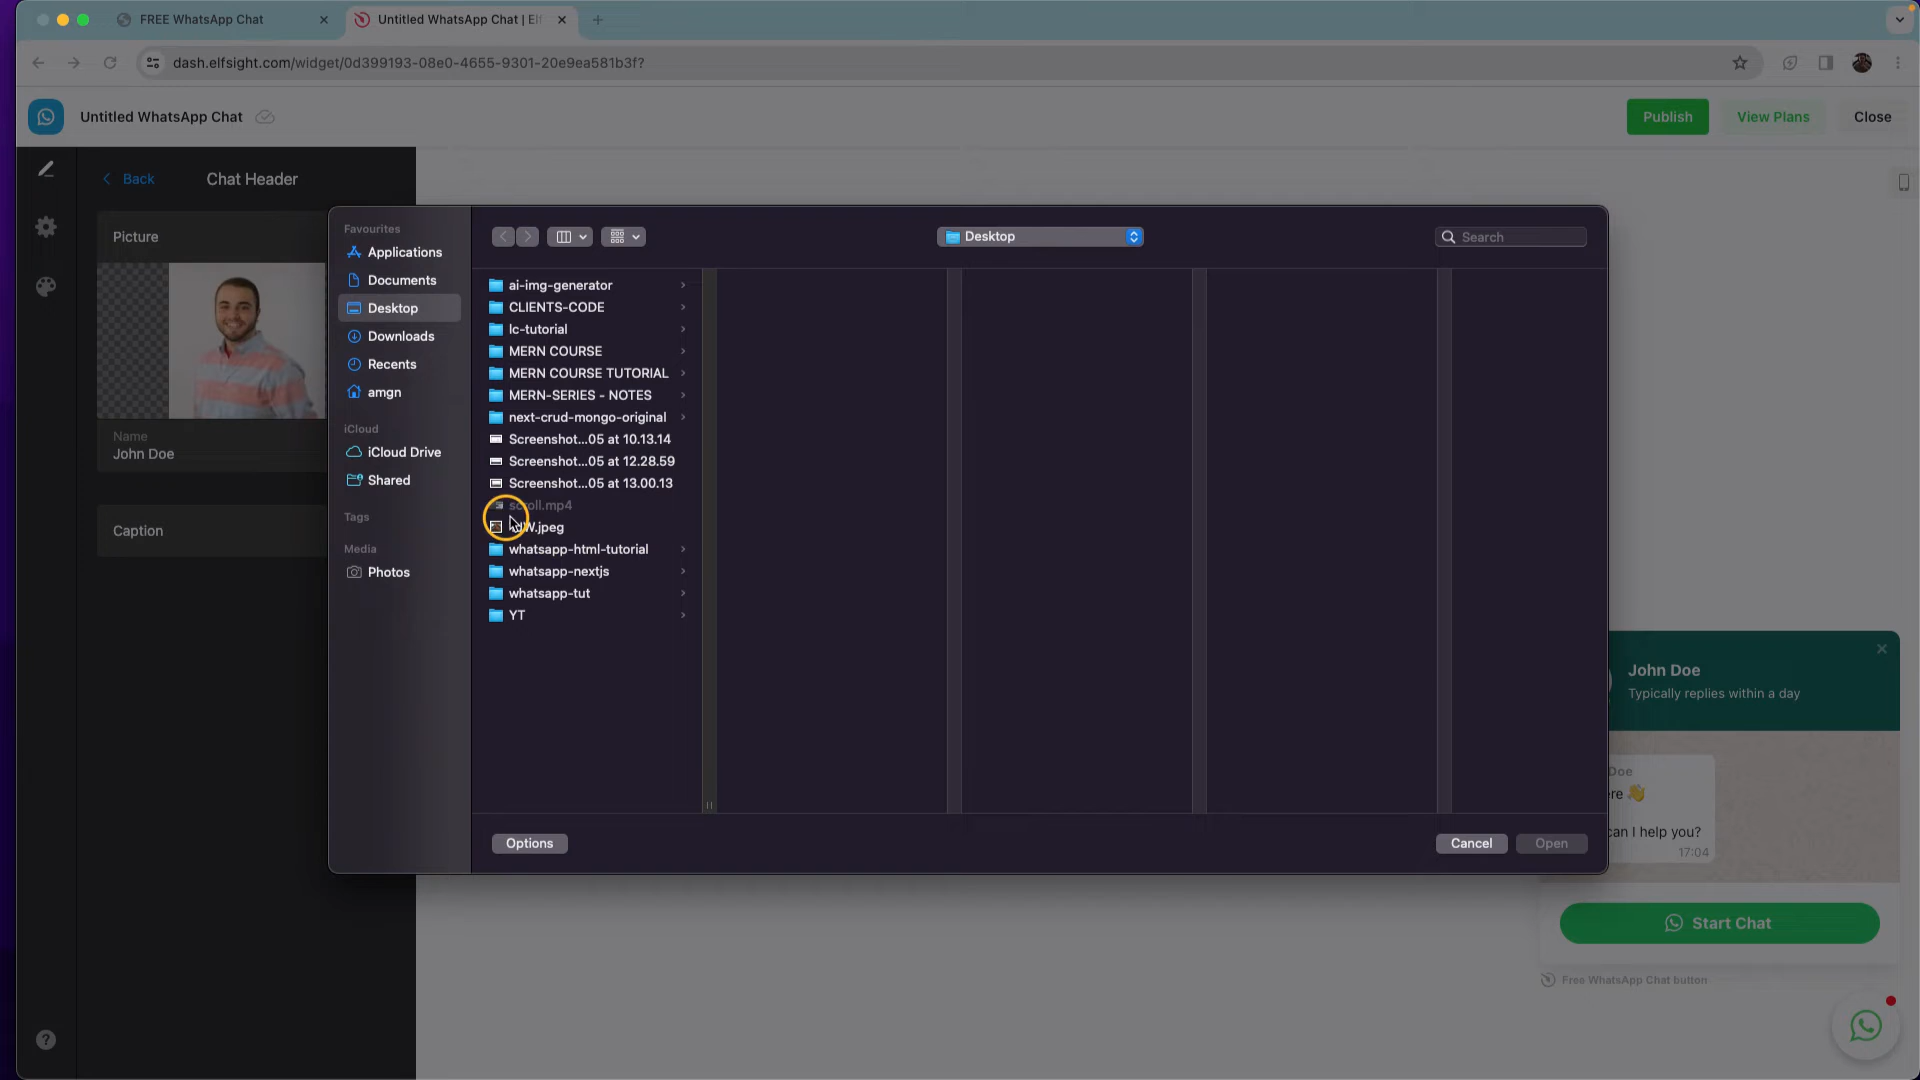 FREE WhatsApp Chat
Untitled WhatsApp Chat | Elf
dash.elfsight.com/widget/0d399193-08e0-4655-9301-20e9ea581b3f?
Untitled WhatsApp Chat
Publish
View Plans
Close
Back
Chat Header
Picture
Name
John Doe
Caption
Favourites
Applications
Documents
Desktop
Downloads
Recents
amgn
iCloud
iCloud Drive
Shared
Tags
Media
Photos
Desktop
Search
ai-img-generator
CLIENTS-CODE
lc-tutorial
MERN COURSE
MERN COURSE TUTORIAL
MERN-SERIES - NOTES
next-crud-mongo-original
Screenshot...05 at 10.13.14
Screenshot...05 at 12.28.59
Screenshot...05 at 13.00.13
scroll.mp4
whatsapp-html-tutorial
whatsapp-nextjs
whatsapp-tut
YT
Options
Cancel
Open
John Doe
Typically replies within a day
Doe
can I help you?
17:04
Start Chat
Free WhatsApp Chat button
?